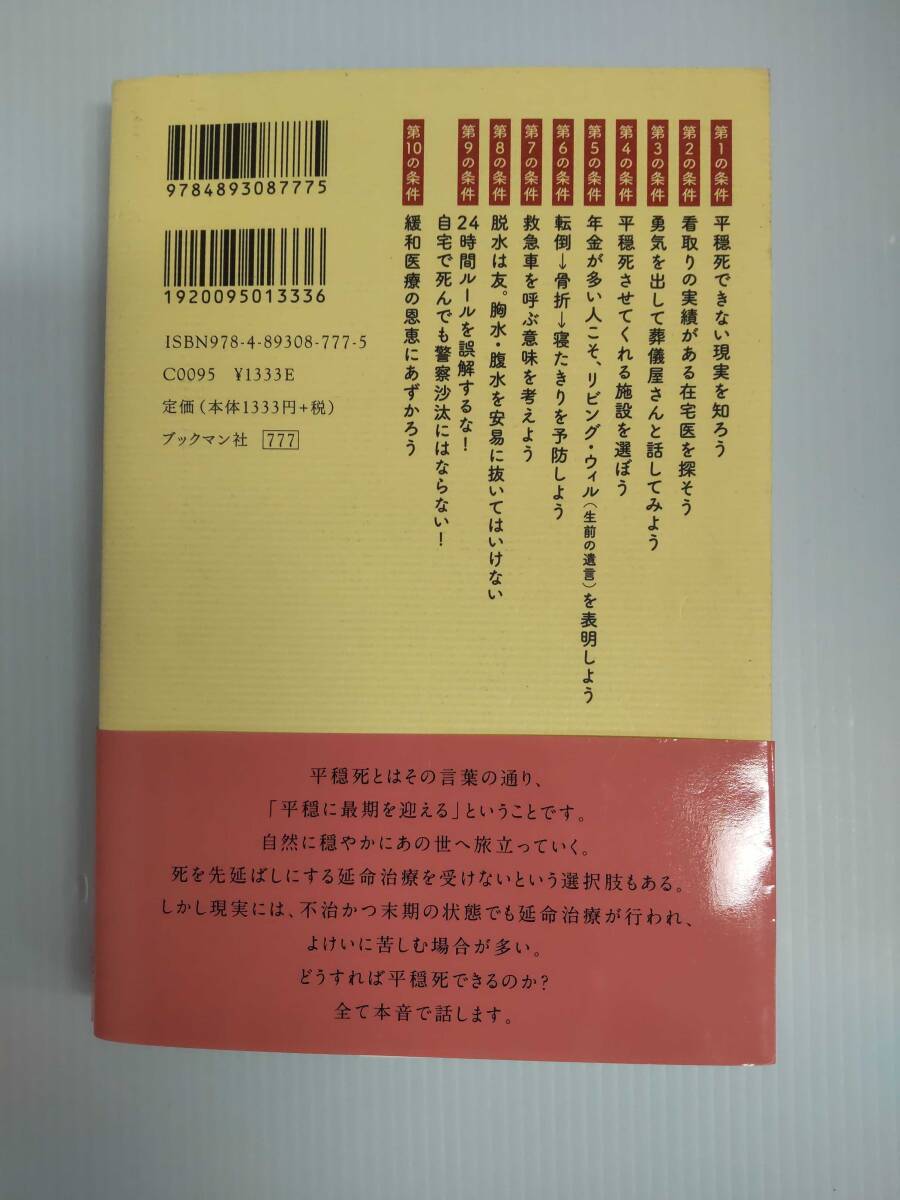 第1の条件 平穏死できない現実を知ろう
第2の条件 看取りの実績がある在宅医を探そう
第3の条件 勇気を出して葬儀屋さんと話してみよう
第4の条件 平穏死させてくれる施設を選ぼう
第5の条件 年金が多い人こそ、リビング・ウィル(生前の遺言)を表明しよう
第6の条件 転倒→骨折→寝たきりを予防しよう
第7の条件 救急車を呼ぶ意味を考えよう
第8の条件 脱水は友。胸水・腹水を安易に抜いてはいけない
第9の条件 24時間ルールを誤解するな!
自宅で死んでも警察沙汰にはならない!
第10の条件 緩和医療の恩恵にあずかろう
9784893087775
1920095013336
ISBN978-4-89308-777-5
C0095 ¥1333E
定価(本体1333円+税)
ブックマン社 777
平穏死とはその言葉の通り、
「平穏に最期を迎える」ということです。
自然に穏やかにあの世へ旅立っていく。
死を先延ばしにする延命治療を受けないという選択肢もある。
しかし現実には、不治かつ末期の状態でも延命治療が行われ、
よけいに苦しむ場合が多い。
どうすれば平穏死できるのか?
全て本音で話します。